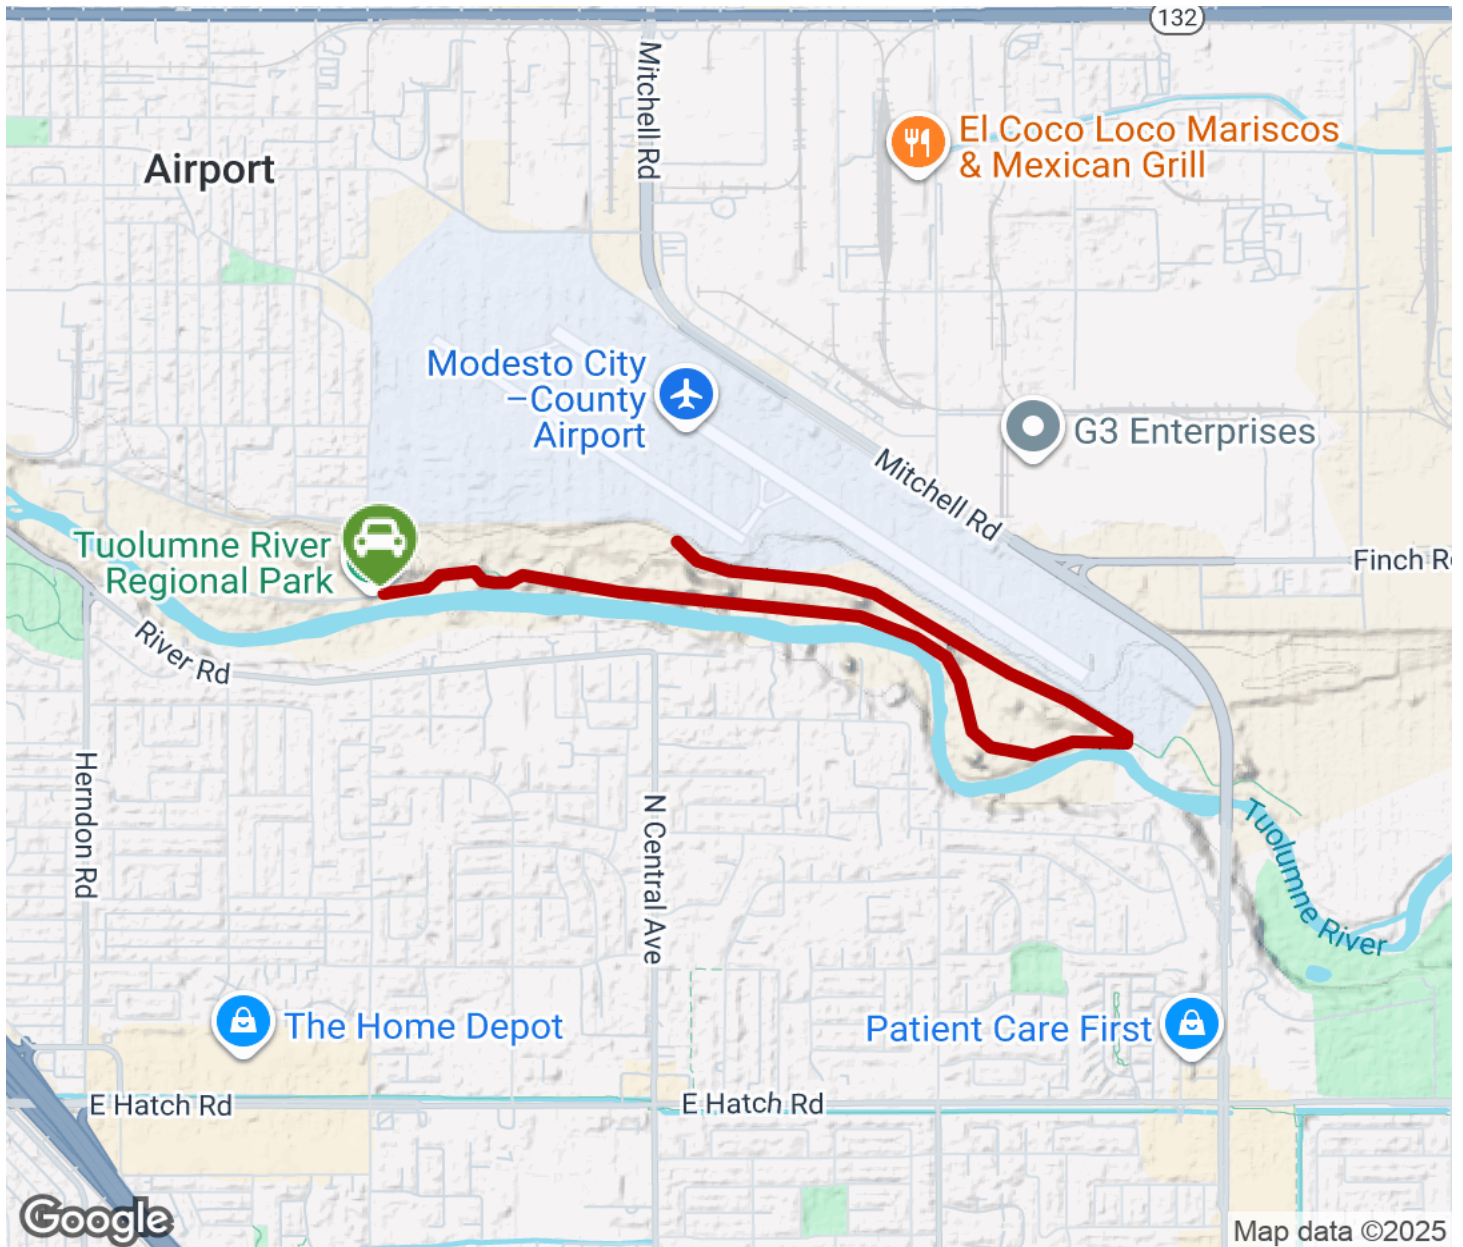 132
Mitchell Rd
El Coco Loco Mariscos
& Mexican Grill
Airport
Modesto City
–County
Airport
G3 Enterprises
Mitchell Rd
Tuolumne River
Regional Park
Finch R
River Rd
Herndon Rd
N Central Ave
Tuolumne River
The Home Depot
Patient Care First
E Hatch Rd
E Hatch Rd
Google
Map data ©2025